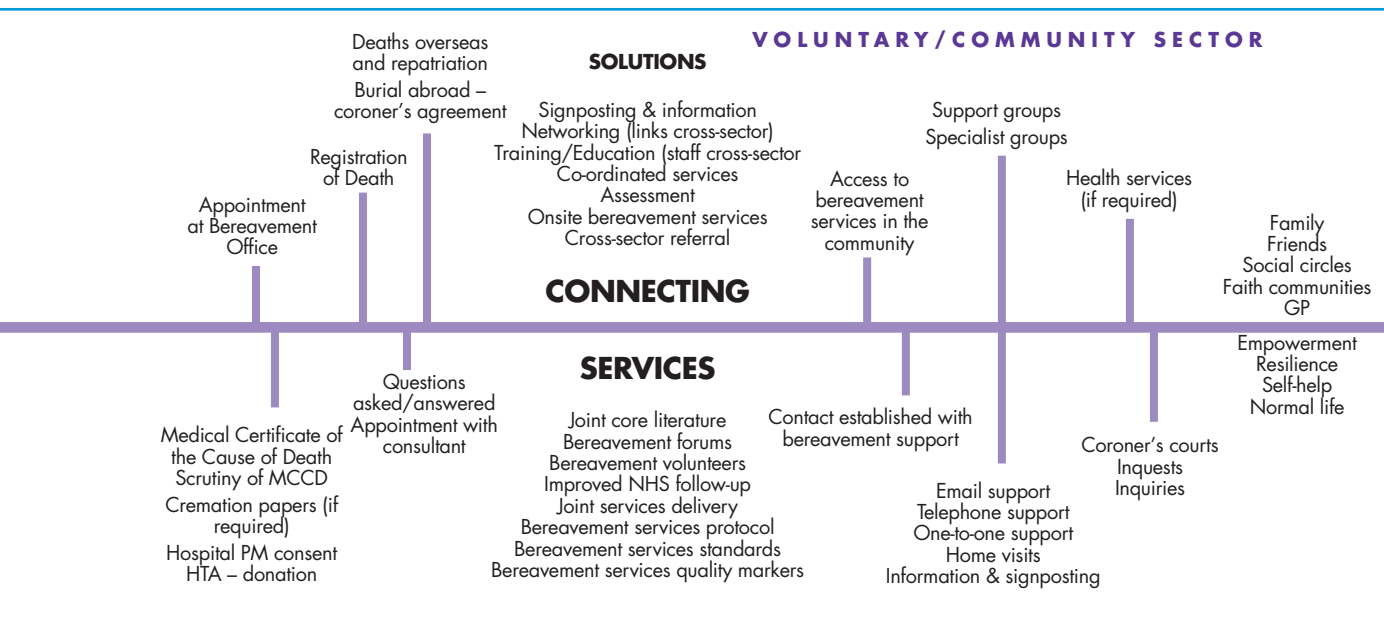 VOLUNTARY/COMMUNITY SECTOR
Deaths overseas
and repatriation
Burial abroad –
coroner's agreement
Registration
of Death
Appointment
at Bereavement
Office
SOLUTIONS
Signposting & information
Networking (links cross-sector)
Training/Education (staff cross-sector
Co-ordinated services
Assessment
Onsite bereavement services
Cross-sector referral
CONNECTING
SERVICES
Joint core literature
Bereavement forums
Bereavement volunteers
Improved NHS follow-up
Joint services delivery
Bereavement services protocol
Bereavement services standards
Bereavement services quality markers
Medical Certificate of
the Cause of Death
Scrutiny of MCCD
Cremation papers (if
required)
Hospital PM consent
HTA – donation
Questions
asked/answered
Appointment with
consultant
Access to
bereavement
services in the
community
Support groups
Specialist groups
Health services
(if required)
Family
Friends
Social circles
Faith communities
GP
Empowerment
Resilience
Self-help
Normal life
Contact established with
bereavement support
Email support
Telephone support
One-to-one support
Home visits
Information & signposting
Coroner's courts
Inquests
Inquiries